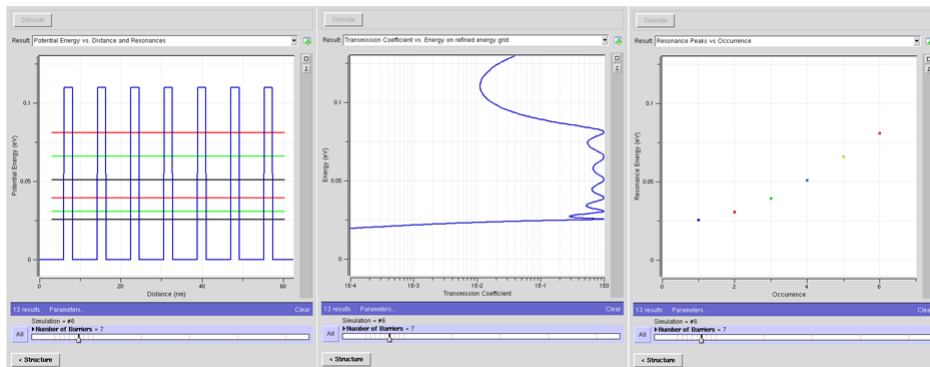 Simulate
Result: Potential Energy vs. Distance and Resonances
Potential Energy (eV)
0.1
0.05
0
0
20
40
60
Distance (nm)
13 results
Parameters...
Clear
Simulation = #6
All
Number of Barriers = 7
< Structure
Simulate
Result: Transmission Coefficient vs. Energy on refined energy grid
Energy (eV)
0.1
0.05
0
1E-4
1E-3
1E-2
1E-1
1E0
Transmission Coefficient
13 results
Parameters...
Clear
Simulation = #6
All
Number of Barriers = 7
< Structure
Simulate
Result: Resonance Peaks vs Occurrence
Resonance Energy (eV)
0.1
0.05
0
0
2
4
6
Occurrence
13 results
Parameters...
Clear
Simulation = #6
All
Number of Barriers = 7
< Structure